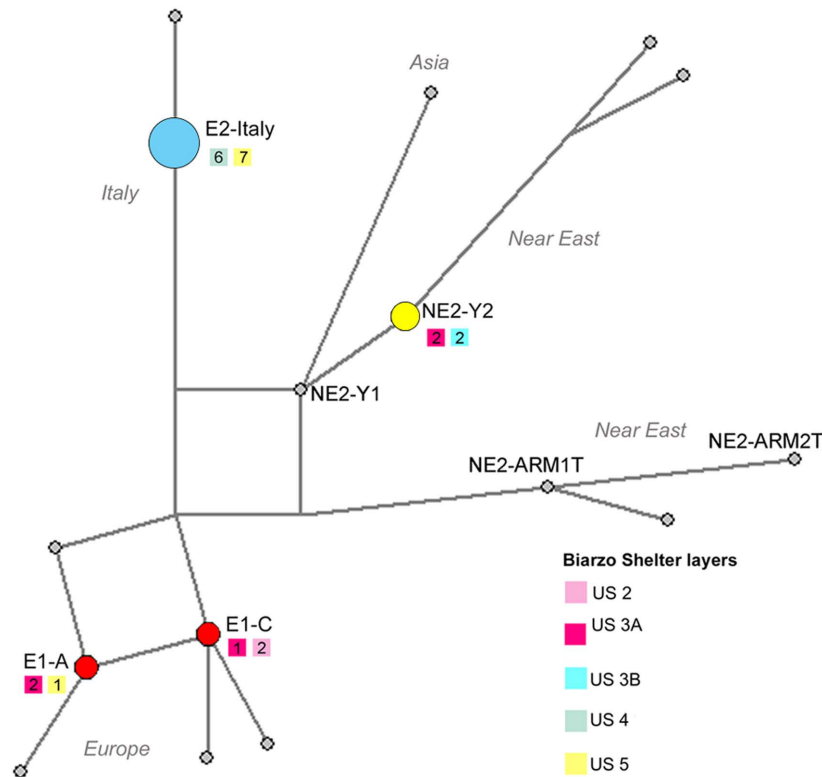 Asia
E2-Italy
6 7
Italy
Near East
NE2-Y2
2 2
NE2-Y1
Near East
NE2-ARM2T
NE2-ARM1T
Biarzo Shelter layers
US 2
US 3A
US 3B
US 4
US 5
E1-C
1 2
E1-A
2 1
Europe